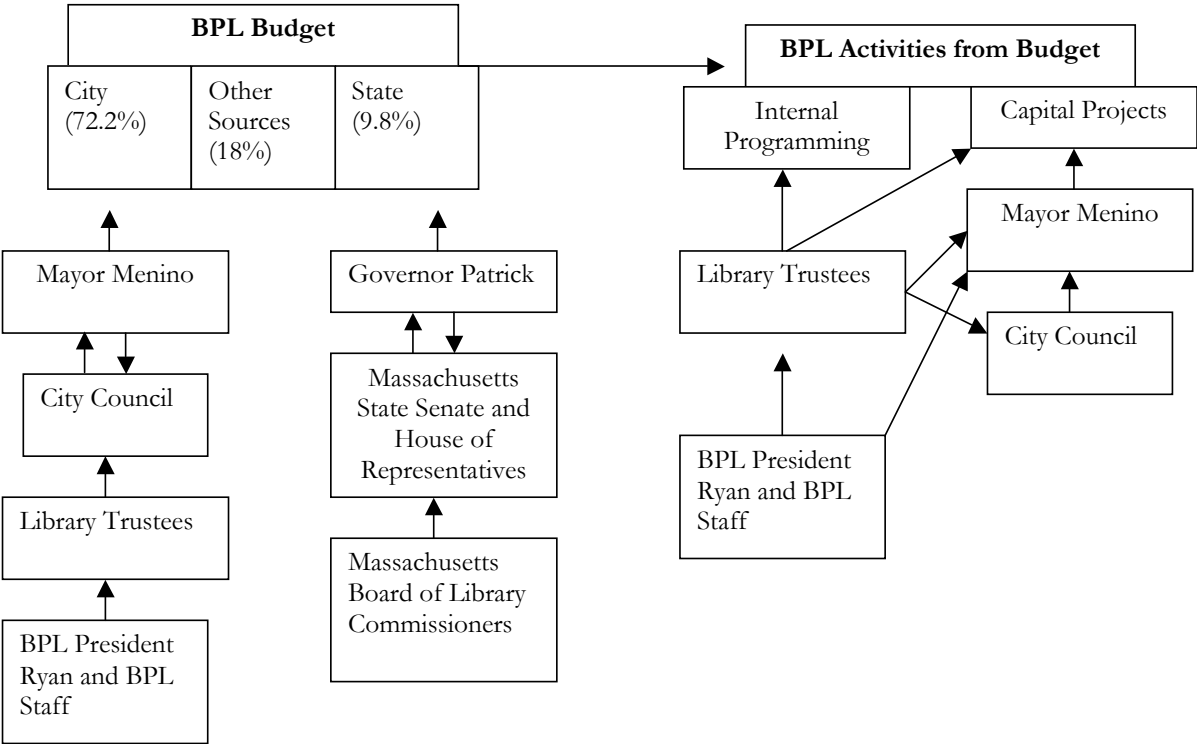 BPL Budget
City
(72.2%)
Other
Sources
(18%)
State
(9.8%)
Mayor Menino
City Council
Library Trustees
BPL President
Ryan and BPL
Staff
Governor Patrick
Massachusetts
State Senate and
House of
Representatives
Massachusetts
Board of Library
Commissioners
BPL Activities from Budget
Internal
Programming
Capital Projects
Mayor Menino
Library Trustees
City Council
BPL President
Ryan and BPL
Staff